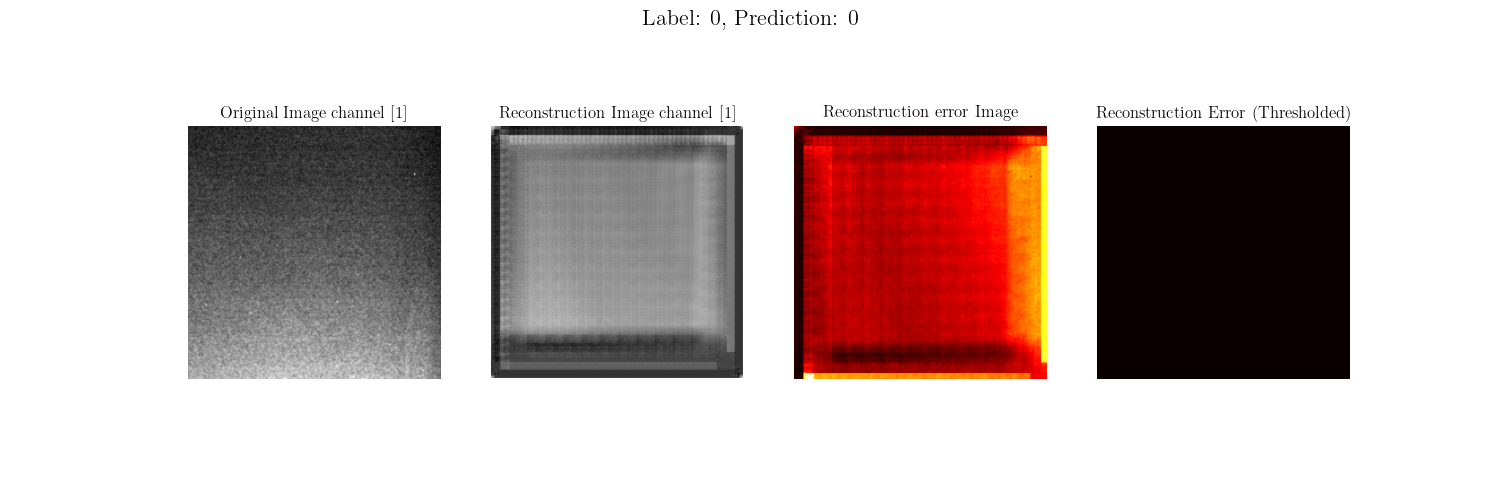 Label: 0, Prediction: 0
Original Image channel [1]
Reconstruction Image channel [1]
Reconstruction error Image
Reconstruction Error (Thresholded)